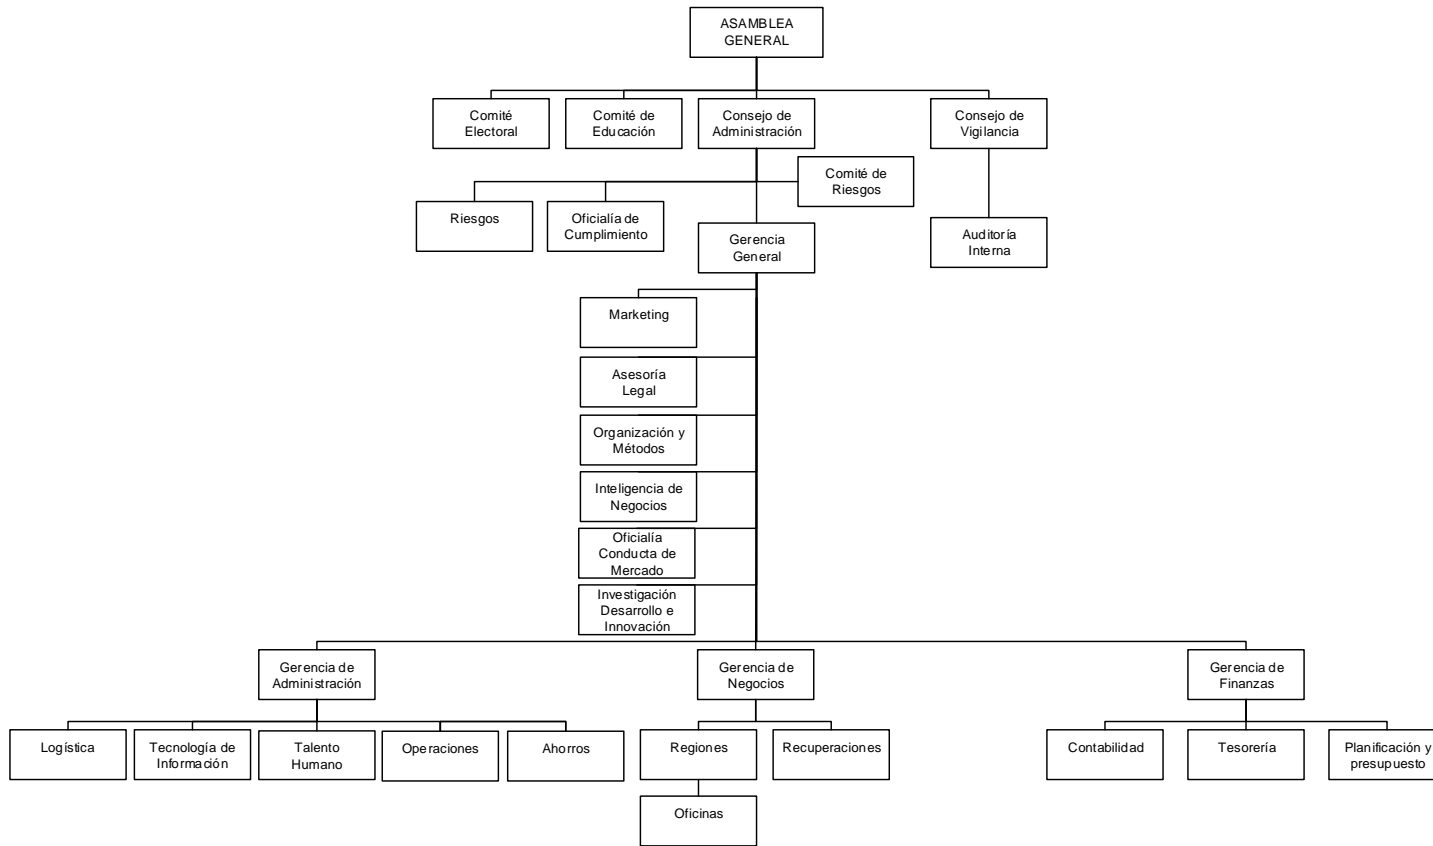 ASAMBLEA
GENERAL
Comité
Electoral
Comité de
Educación
Consejo de
Administración
Consejo de
Vigilancia
Comité de
Riesgos
Riesgos
Oficialía de
Cumplimiento
Gerencia
General
Auditoría
Interna
Marketing
Asesoría
Legal
Organización y
Métodos
Inteligencia de
Negocios
Oficialía
Conducta de
Mercado
Investigación
Desarrollo e
Innovación
Gerencia de
Administración
Gerencia de
Negocios
Gerencia de
Finanzas
Logística
Tecnología de
Información
Talento
Humano
Operaciones
Ahorros
Regiones
Recuperaciones
Contabilidad
Tesorería
Planificación y
presupuesto
Oficinas